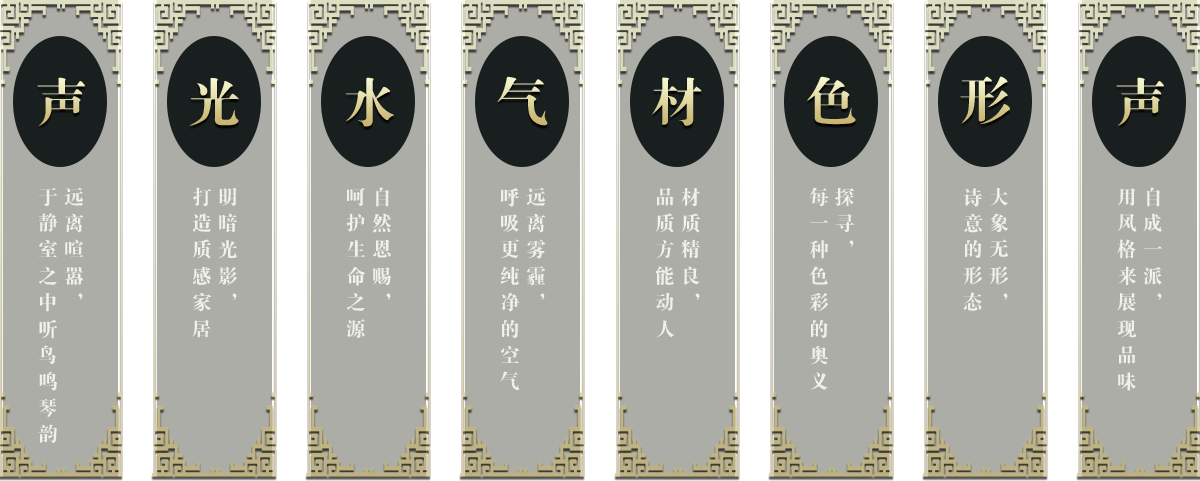 声
远离喧嚣，
于静室之中听鸟鸣琴韵
光
明暗光影，
打造质感家居
水
自然恩赐，
呵护生命之源
气
远离雾霾，
呼吸更纯净的空气
材
材质精良，
品质方能动人
色
探寻，
每一种色彩的奥义
形
大象无形，
诗意的形态
声
自成一派，
用风格来展现品味